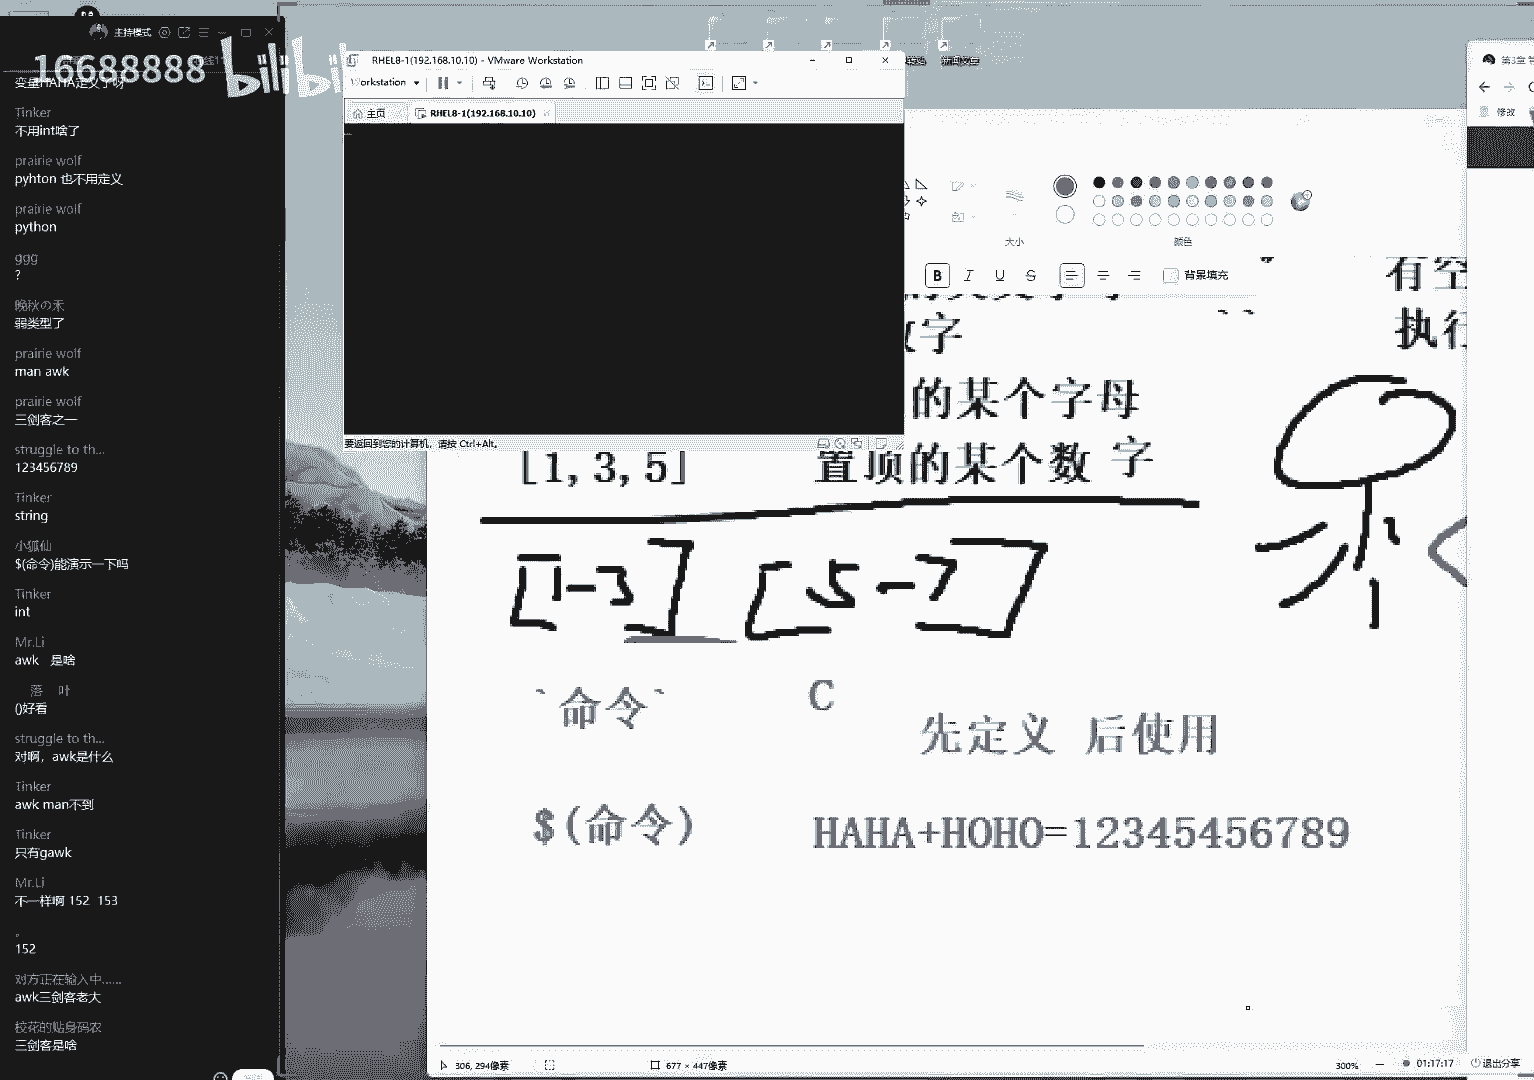 主持模式
16688888 bilibili
变量HAHA定义了呀
Tinker
不用int啥了
prairie wolf
pyhton 也不用定义
prairie wolf
python
ggg
?
晚秋の禾
弱类型了
prairie wolf
man awk
prairie wolf
三剑客之一
struggle to th...
123456789
Tinker
string
小狐仙
$(命令)能演示一下吗
Tinker
int
Mr.Li
awk 是啥
落 叶
()好看
struggle to th...
对啊，awk是什么
Tinker
awk man不到
Tinker
只有gawk
Mr.Li
不一样啊 152 153
。
152
对方正在输入中......
awk三剑客老大
校花的贴身码农
三剑客是啥
RHEL8-1(192.168.10.10) - VMware Workstation
Workstation
主页
RHEL8-1(192.168.10.10)
要返回到您的计算机，请按 Ctrl+Alt。
第3章 管
修改
大小
颜色
B I U S
背景填充
有空
数字
执行
的某个字母
[1,3,5]
置顶的某个数 字
[1-3] [5-7]
`命令`
C
先定义 后使用
$(命令)
HAHA+HOHO=12345456789
306, 294像素
677 × 447像素
300%
01:17:17
退出分享